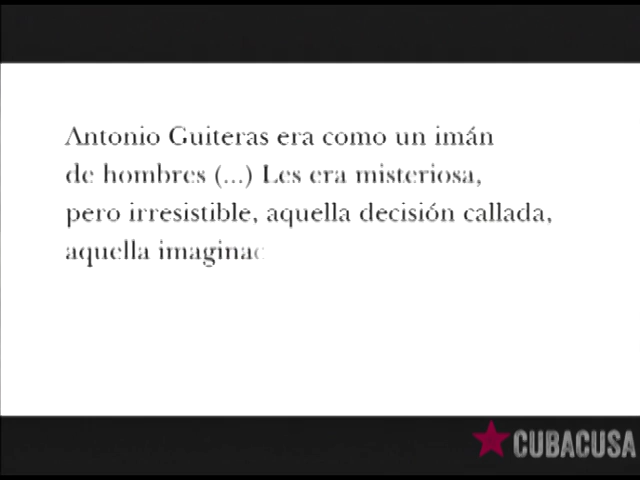 Antonio Guiteras era como un imán
de hombres (...) Les era misteriosa,
pero irresistible, aquella decisión callada,
aquella imaginac
CUBACUSA